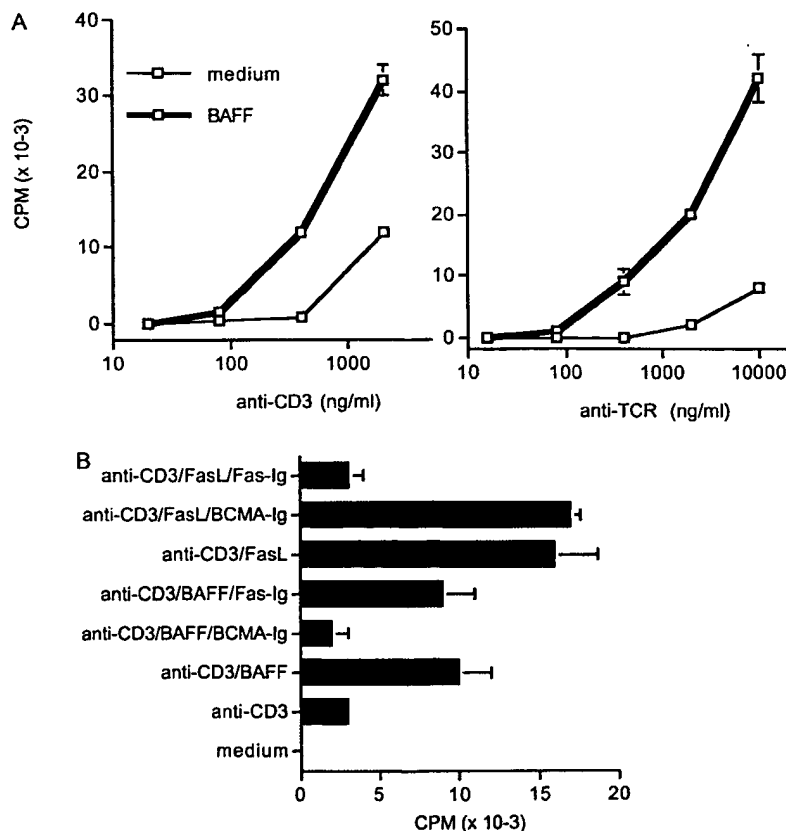 A
40
30
20
10
0
CPM (x 10-3)
medium
BAFF
10
100
1000
anti-CD3 (ng/ml)
50
40
30
20
10
0
10
100
1000
10000
anti-TCR (ng/ml)
B
anti-CD3/FasL/Fas-Ig
anti-CD3/FasL/BCMA-Ig
anti-CD3/FasL
anti-CD3/BAFF/Fas-Ig
anti-CD3/BAFF/BCMA-Ig
anti-CD3/BAFF
anti-CD3
medium
0
5
10
15
20
CPM (x 10-3)